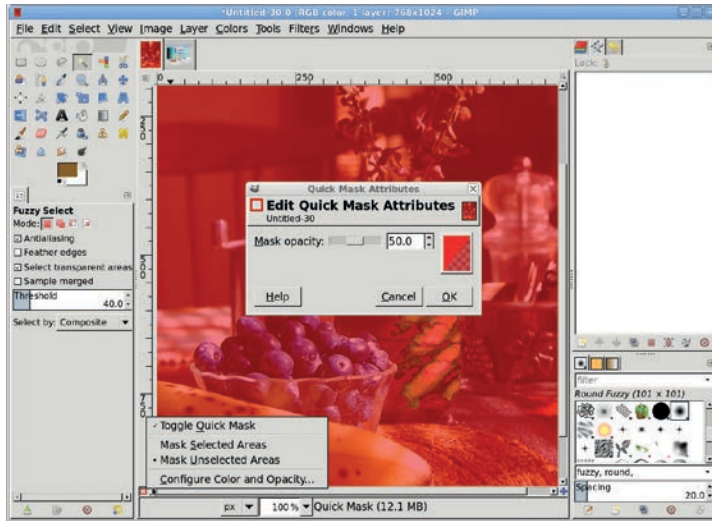 *Untitled-30.0 (RGB color, 1 layer) 768x1024 – GIMP
File Edit Select View Image Layer Colors Tools Filters Windows Help
Lock:
0 250 500
Quick Mask Attributes
Edit Quick Mask Attributes
Untitled-30
Mask opacity: 50.0
Help Cancel OK
Fuzzy Select
Mode:
Antialiasing
Feather edges
Select transparent areas
Sample merged
Threshold
40.0
Select by: Composite
Toggle Quick Mask
Mask Selected Areas
Mask Unselected Areas
Configure Color and Opacity...
px 100% Quick Mask (12.1 MB)
filter
Round Fuzzy (101 x 101)
fuzzy, round,
Spacing
20.0